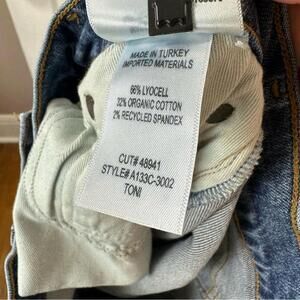 MADE IN TURKEY
IMPORTED MATERIALS
66% LYOCELL
32% ORGANIC COTTON
2% RECYCLED SPANDEX
CUT# 48941
STYLE# A133C-3002
TONI